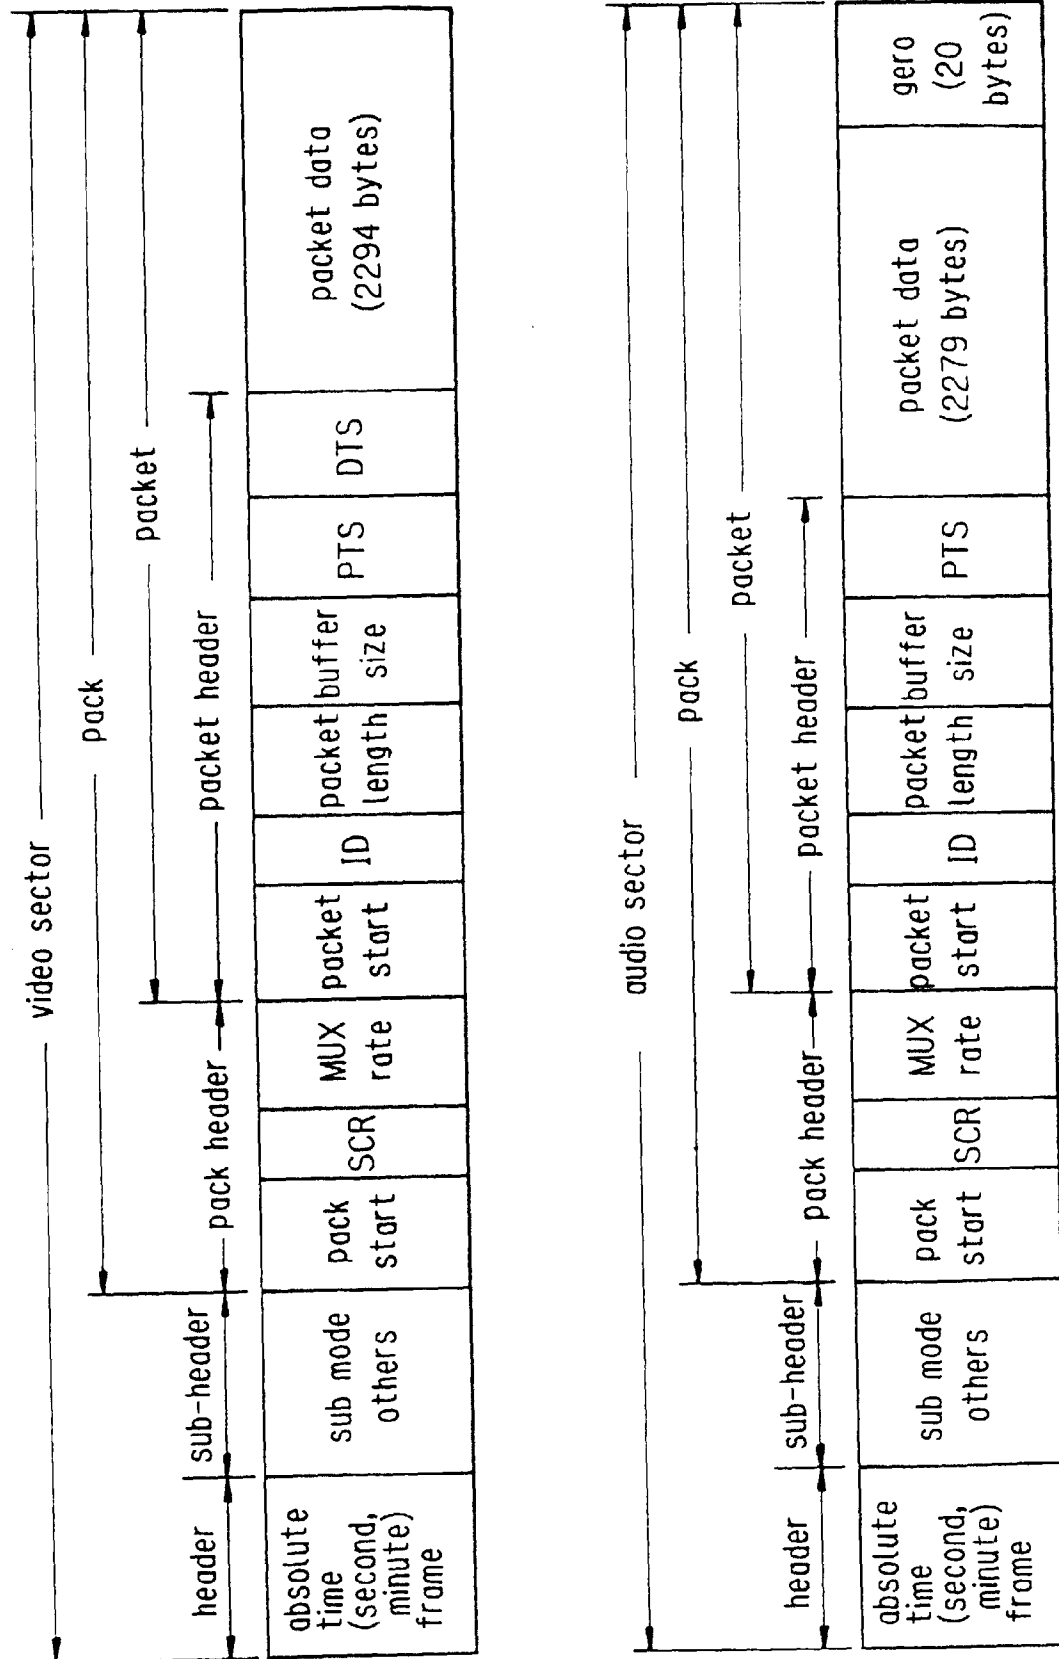 video sector
pack
packet
header
sub-header
pack header
packet header
absolute
time
(second,
minute)
frame
sub mode
others
pack
start
SCR
MUX
rate
packet
start
ID
packet
length
buffer
size
PTS
DTS
packet data
(2294 bytes)
audio sector
pack
packet
header
sub-header
pack header
packet header
absolute
time
(second,
minute)
frame
sub mode
others
pack
start
SCR
MUX
rate
packet
start
ID
packet
length
buffer
size
PTS
packet data
(2279 bytes)
gero
(20
bytes)